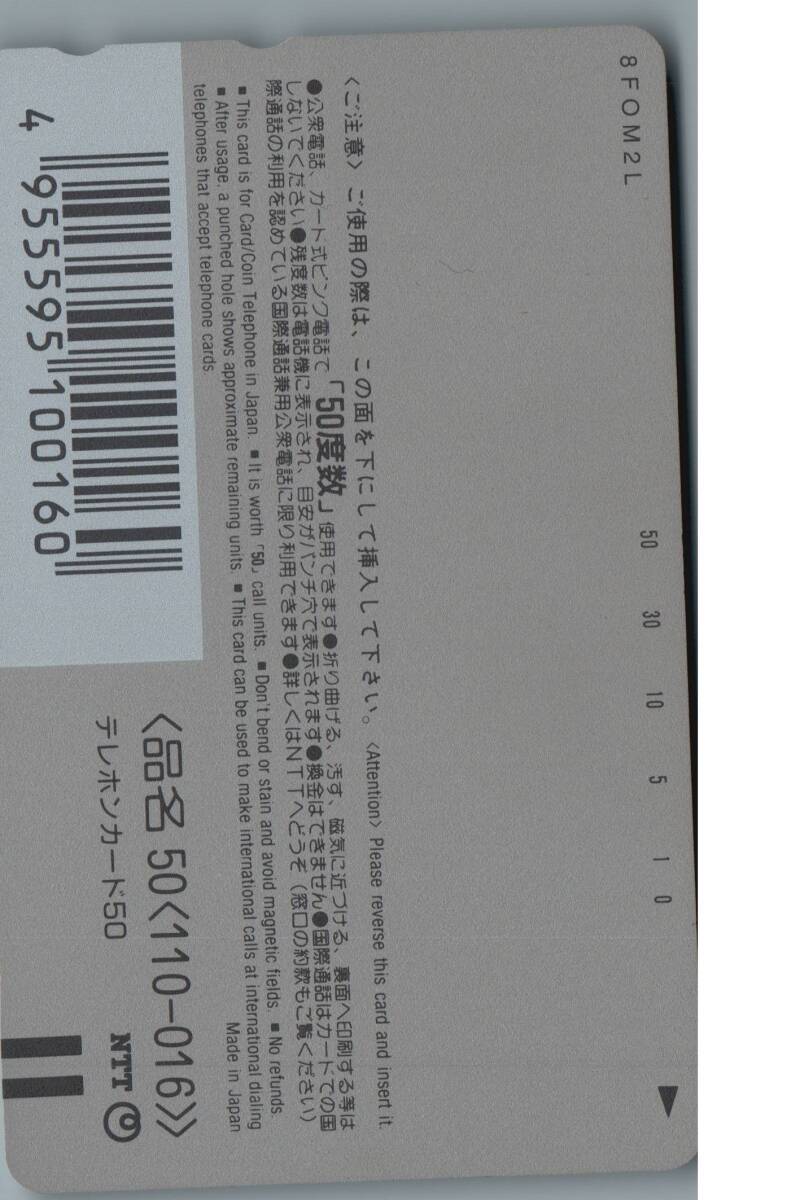 8F0M2L
50 30 10 5 1 0
〈ご注意〉ご使用の際は、この面を下にして挿入して下さい。〈Attention〉Please reverse this card and insert it.
●公衆電話、カード式ピンク電話で「50度数」使用できます●折り曲げる、汚す、磁気に近づける、裏面へ印刷する等は
しないでください●残度数は電話機に表示され、目安がパンチ穴で表示されます●換金はできません●国際通話はカードでの国
際通話の利用を認めている国際通話兼用公衆電話に限り利用できます●詳しくはNTTへどうぞ（窓口の約款もご覧ください）
■This card is for Card/Coin Telephone in Japan. ■It is worth「50」call units. ■Don't bend or stain and avoid magnetic fields. ■No refunds.
■After usage, a punched hole shows approximate remaining units. ■This card can be used to make international calls at international dialing
telephones that accept telephone cards.
Made in Japan
〈品名 50〈110-016〉〉
テレホンカード50
NTT
4 955595 100160